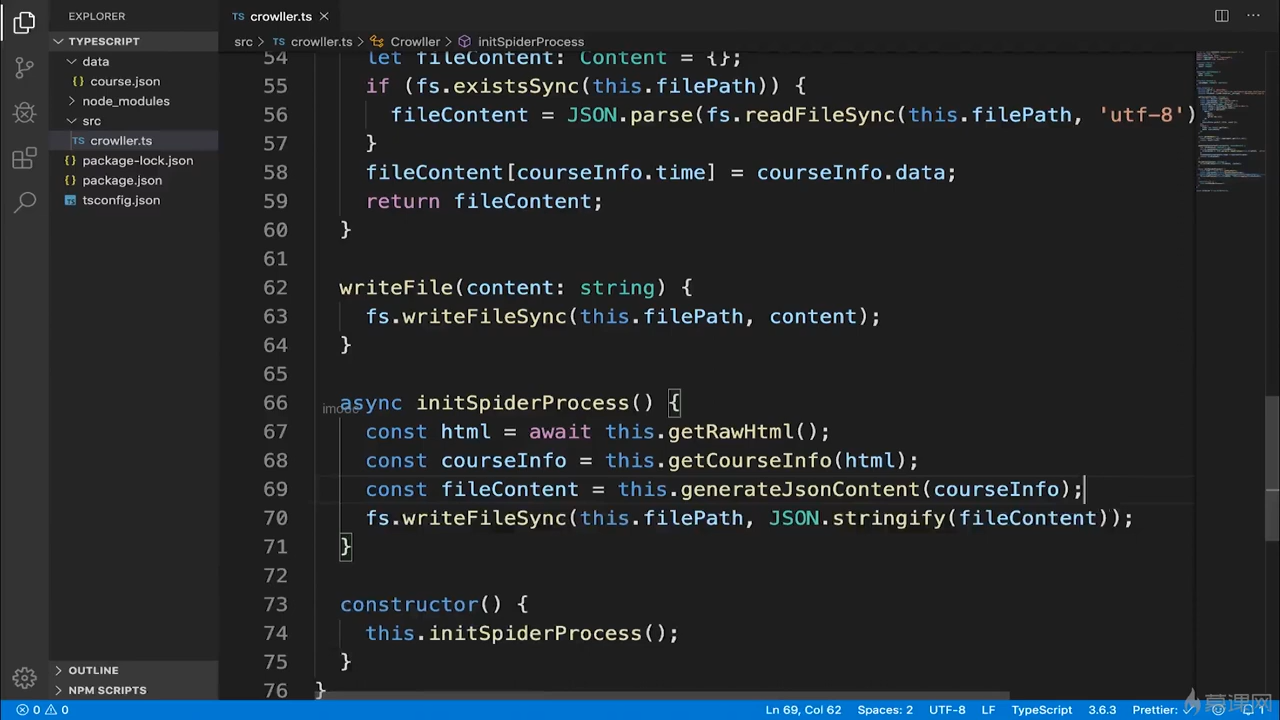 EXPLORER
TS crowller.ts
TYPESCRIPT
src > TS crowller.ts > Crowller > initSpiderProcess
data
{} course.json
node_modules
src
TS crowller.ts
{} package-lock.json
{} package.json
tsconfig.json
54 let fileContent: Content = {};
55 if (fs.existsSync(this.filePath)) {
56 fileContent = JSON.parse(fs.readFileSync(this.filePath, 'utf-8')
57 }
58 fileContent[courseInfo.time] = courseInfo.data;
59 return fileContent;
60 }
61
62 writeFile(content: string) {
63 fs.writeFileSync(this.filePath, content);
64 }
65
66 async initSpiderProcess() {
67 const html = await this.getRawHtml();
68 const courseInfo = this.getCourseInfo(html);
69 const fileContent = this.generateJsonContent(courseInfo);
70 fs.writeFileSync(this.filePath, JSON.stringify(fileContent));
71 }
72
73 constructor() {
74 this.initSpiderProcess();
75 }
76 }
imooc
OUTLINE
NPM SCRIPTS
0 0
Ln 69, Col 62 Spaces: 2 UTF-8 LF TypeScript 3.6.3 Prettier: ✓ 1
慕课网